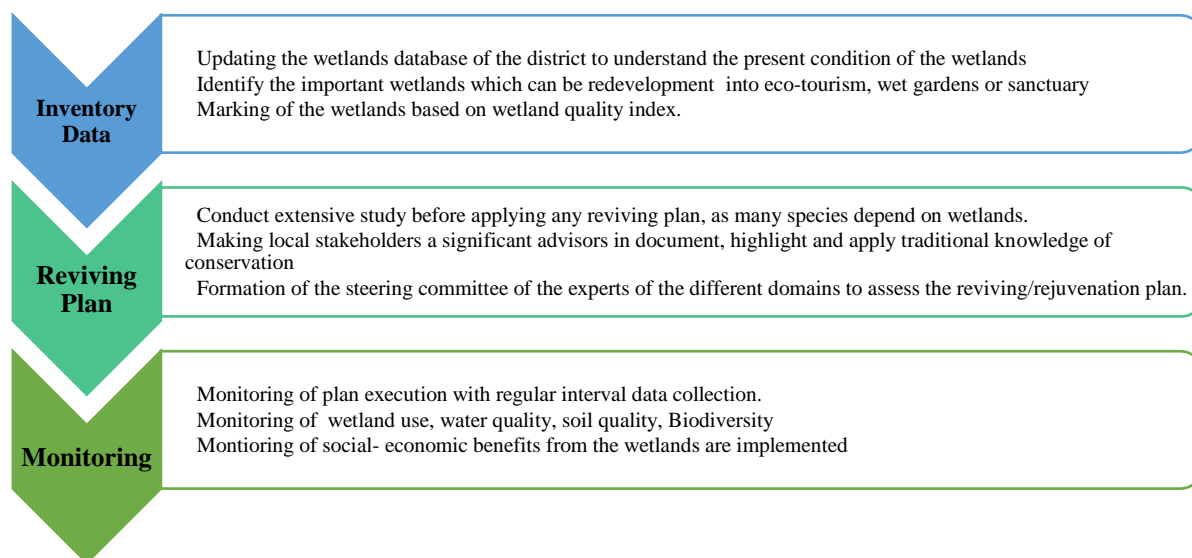 Inventory
Data
Updating the wetlands database of the district to understand the present condition of the wetlands
Identify the important wetlands which can be redevelopment into eco-tourism, wet gardens or sanctuary
Marking of the wetlands based on wetland quality index.
Reviving
Plan
Conduct extensive study before applying any reviving plan, as many species depend on wetlands.
Making local stakeholders a significant advisors in document, highlight and apply traditional knowledge of
conservation
Formation of the steering committee of the experts of the different domains to assess the reviving/rejuvenation plan.
Monitoring
Monitoring of plan execution with regular interval data collection.
Monitoring of wetland use, water quality, soil quality, Biodiversity
Montioring of social- economic benefits from the wetlands are implemented